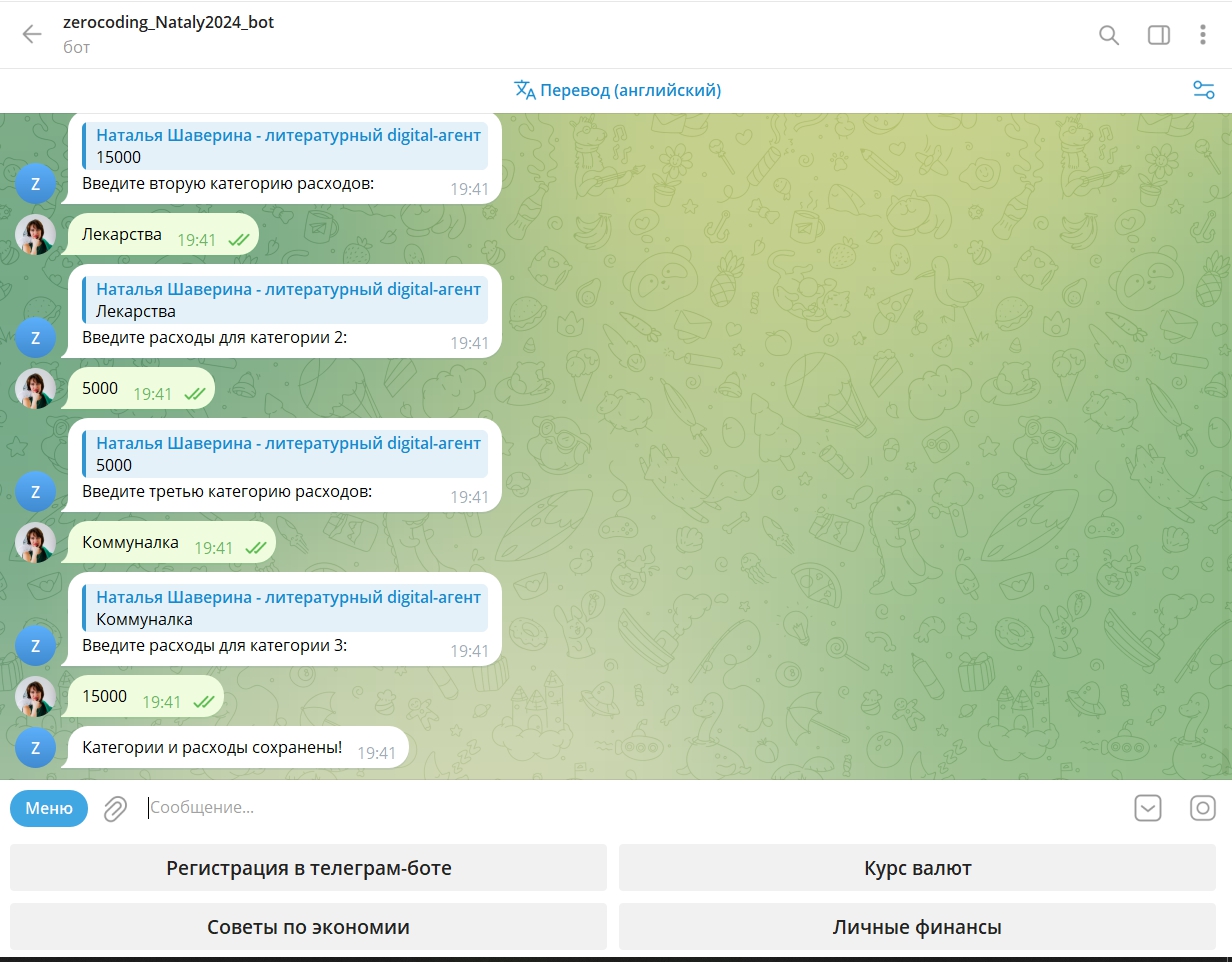 zerocoding_Nataly2024_bot
бот
Перевод (английский)
Наталья Шаверина - литературный digital-агент
15000
Введите вторую категорию расходов: 19:41
Z
Лекарства 19:41
Наталья Шаверина - литературный digital-агент
Лекарства
Введите расходы для категории 2: 19:41
Z
5000 19:41
Наталья Шаверина - литературный digital-агент
5000
Введите третью категорию расходов: 19:41
Z
Коммуналка 19:41
Наталья Шаверина - литературный digital-агент
Коммуналка
Введите расходы для категории 3: 19:41
Z
15000 19:41
Z
Категории и расходы сохранены! 19:41
Меню
Сообщение...
Регистрация в телеграм-боте
Курс валют
Советы по экономии
Личные финансы